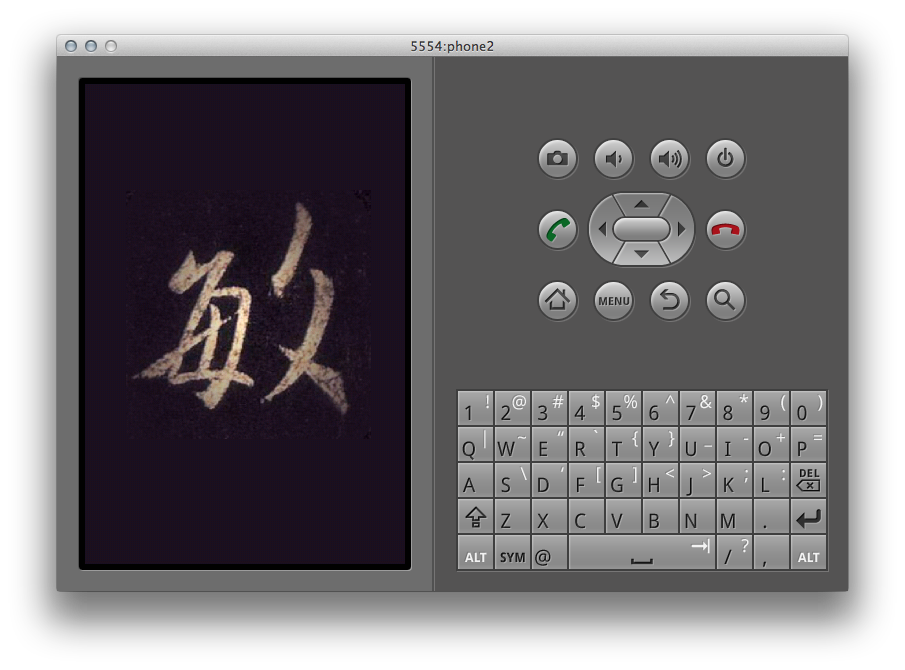 5554:phone2
敏
MENU
1 ! 2 @ 3 # 4 $ 5 % 6 ^ 7 & 8 * 9 ( 0 )
Q | W ~ E “ R ` T { Y } U _ I - O + P =
A S \ D ‘ F [ G ] H < J > K ; L : DEL
Z X C V B N M .
ALT SYM @ / ? , ALT